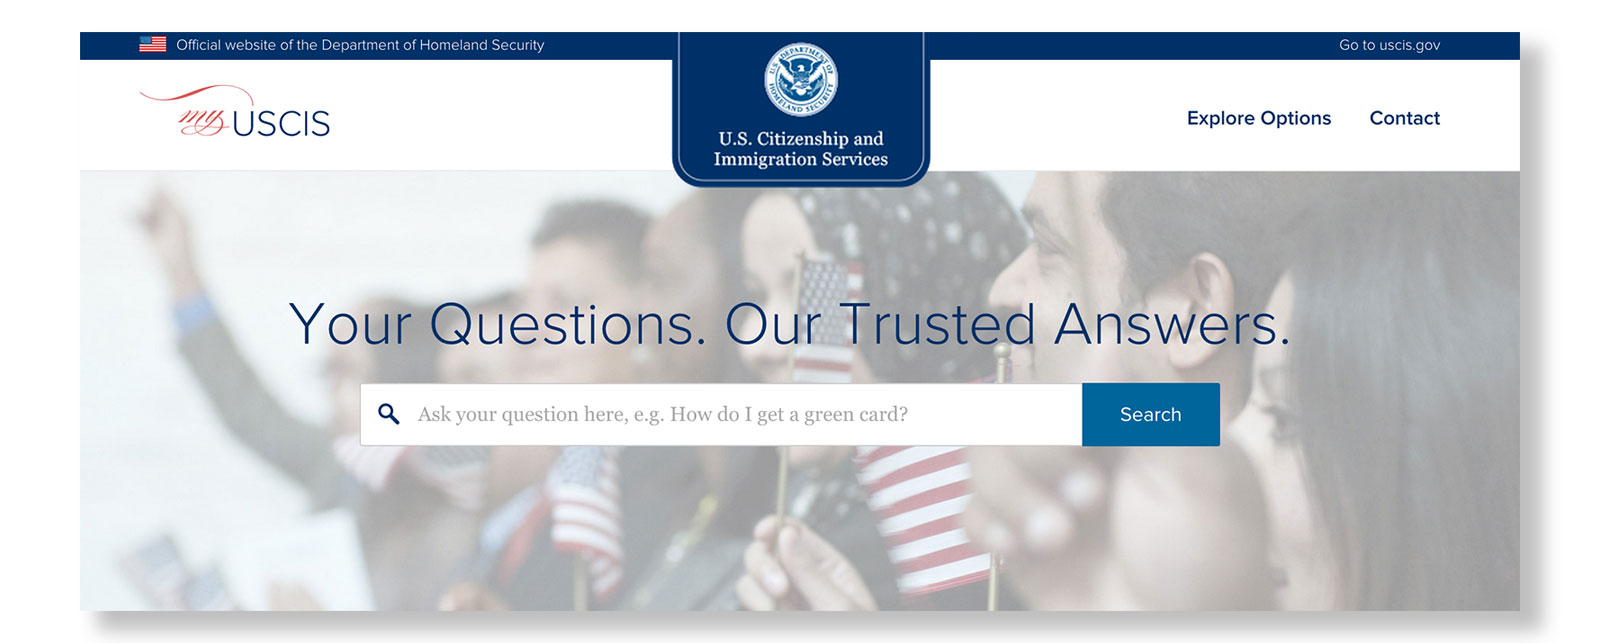 Official website of the Department of Homeland Security
Go to uscis.gov
U.S. DEPARTMENT OF HOMELAND SECURITY
my USCIS
U.S. Citizenship and
Immigration Services
Explore Options
Contact
Your Questions. Our Trusted Answers.
Ask your question here, e.g. How do I get a green card?
Search